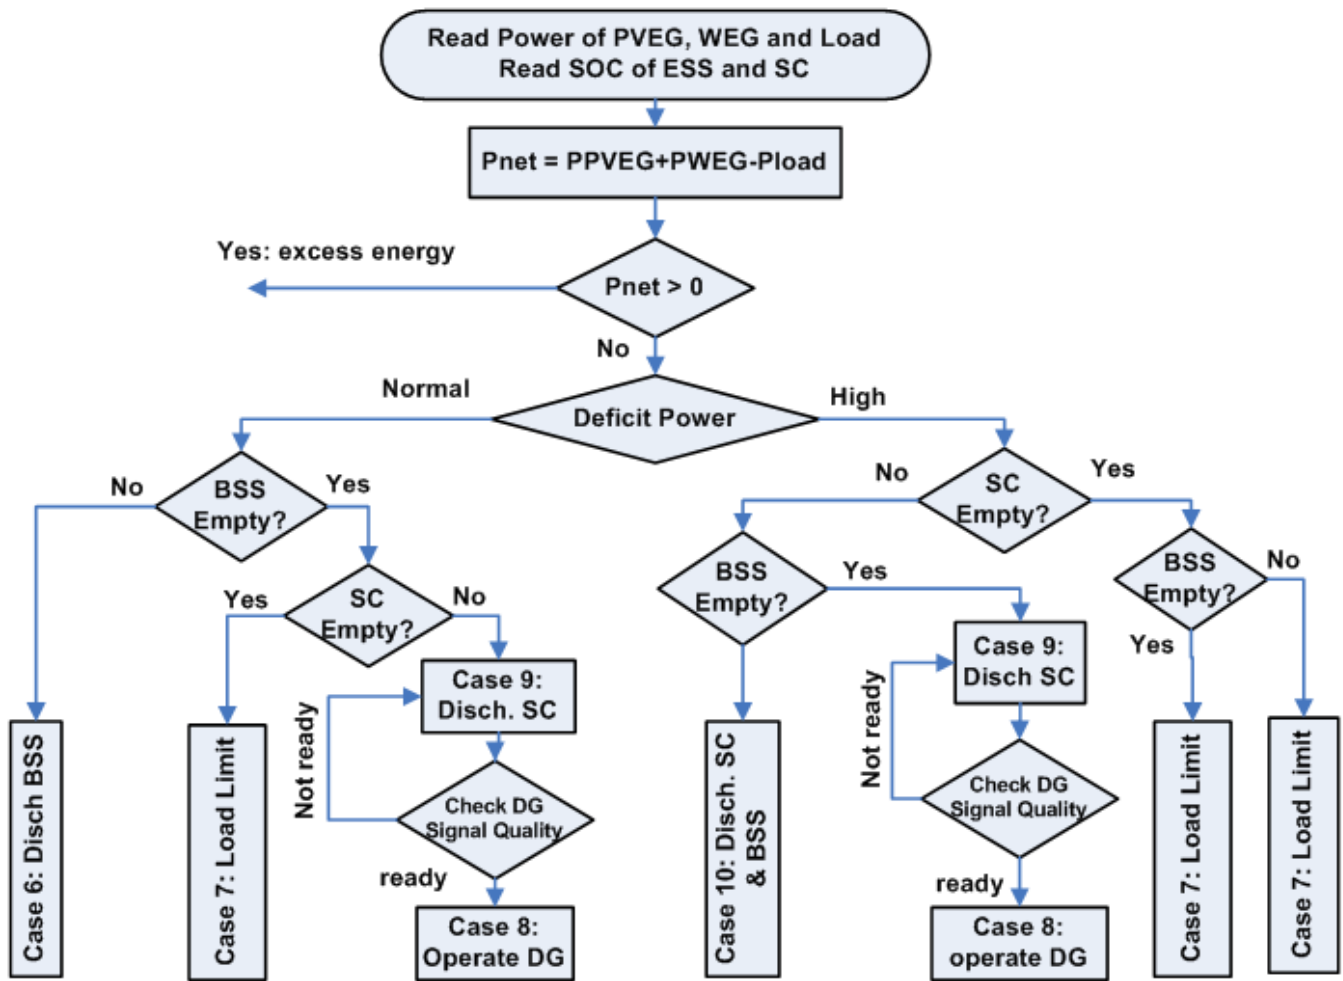 Read Power of PVEG, WEG and Load
Read SOC of ESS and SC
Pnet = PPVEG+PWEG-Pload
Yes: excess energy
Pnet > 0
No
Normal
Deficit Power
High
No
BSS
Empty?
Yes
No
SC
Empty?
Yes
Yes
SC
Empty?
No
BSS
Empty?
Yes
BSS
Empty?
No
Yes
Case 9:
Disch. SC
Not ready
Check DG
Signal Quality
ready
Case 8:
Operate DG
Case 9:
Disch SC
Not ready
Check DG
Signal Quality
ready
Case 8:
operate DG
Case 6: Disch BSS
Case 7: Load Limit
Case 10: Disch. SC
& BSS
Case 7: Load Limit
Case 7: Load Limit